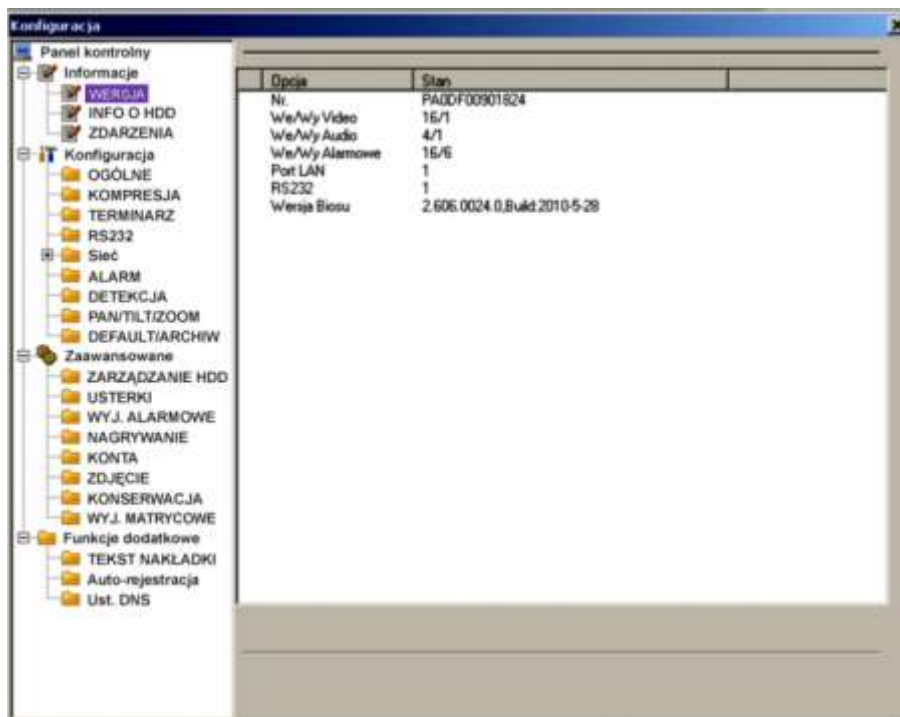 Konfiguracja
Panel kontrolny
Informacje
WERSJA
INFO O HDD
ZDARZENIA
Konfiguracja
OGÓLNE
KOMPRESJA
TERMINARZ
RS232
Sieć
ALARM
DETEKCJA
PAN/TILT/ZOOM
DEFAULT/ARCHIW
Zaawansowane
ZARZĄDZANIE HDD
USTERKI
WYJ. ALARMOWE
NAGRYWANIE
KONTA
ZDJĘCIE
KONSERWACJA
WYJ. MATRYCOWE
Funkcje dodatkowe
TEKST NAKŁADKI
Auto-rejestracja
Ust. DNS
Opcja Stan
Nr. PA0DF00901824
We/Wy Video 16/1
We/Wy Audio 4/1
We/Wy Alarmowe 16/6
Port LAN 1
RS232 1
Wersja Biosu 2.606.0024.0,Build:2010-5-28